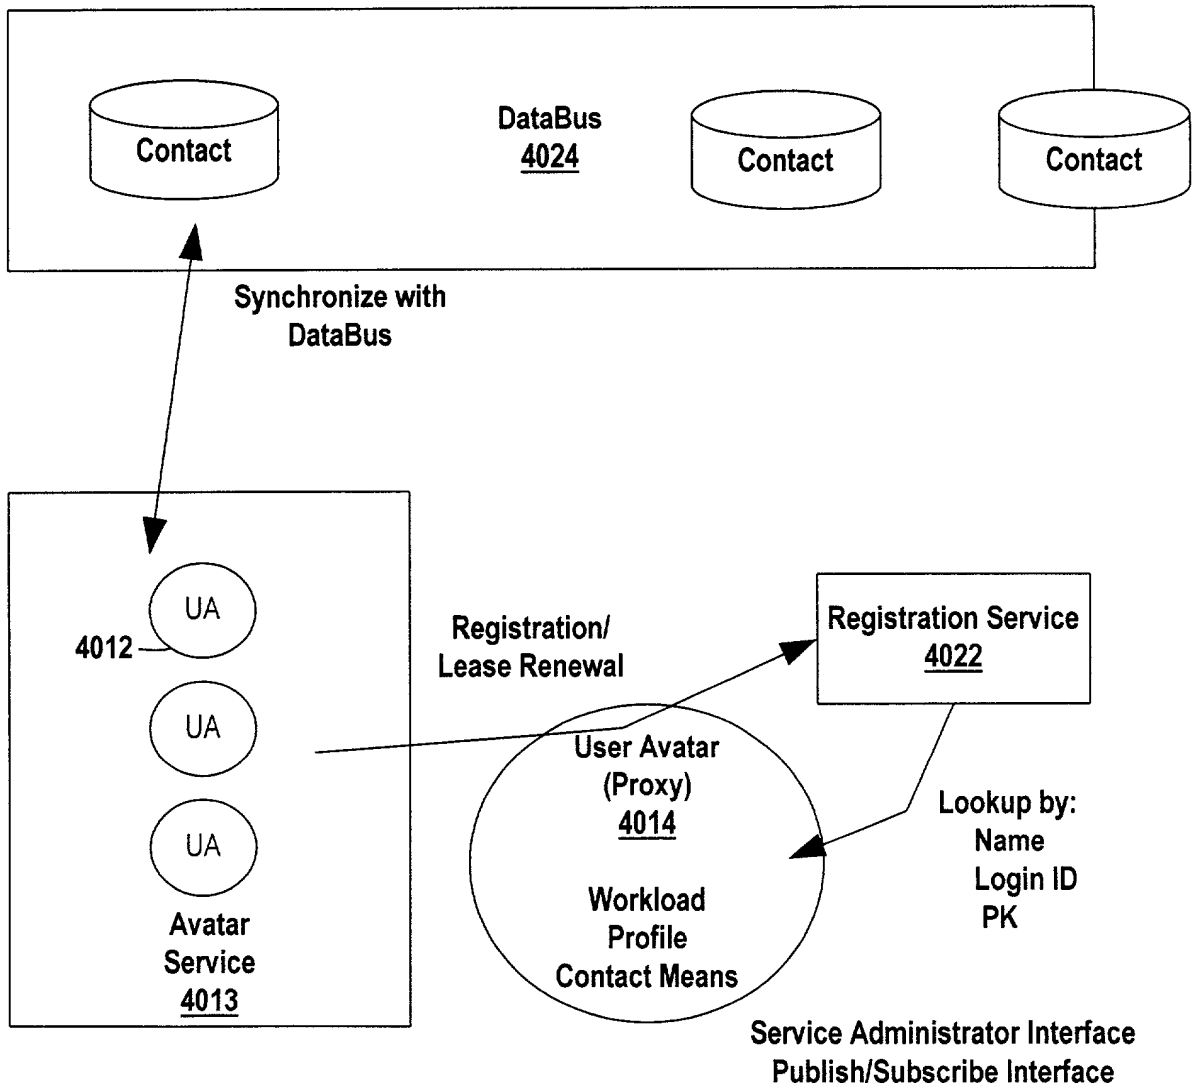 Contact
DataBus
4024
Contact
Contact
Synchronize with
DataBus
UA
4012
UA
UA
Avatar
Service
4013
Registration/
Lease Renewal
Registration Service
4022
User Avatar
(Proxy)
4014
Workload
Profile
Contact Means
Lookup by:
Name
Login ID
PK
Service Administrator Interface
Publish/Subscribe Interface